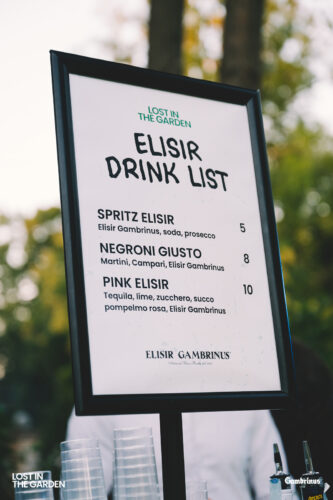 LOST IN
THE GARDEN
ELISIR
DRINK LIST
SPRITZ ELISIR 5
Elisir Gambrinus, soda, prosecco
NEGRONI GIUSTO 8
Martini, Campari, Elisir Gambrinus
PINK ELISIR 10
Tequila, lime, zucchero, succo
pompelmo rosa, Elisir Gambrinus
ELISIR GAMBRINUS
LOST IN
THE GARDEN
Gambrinus